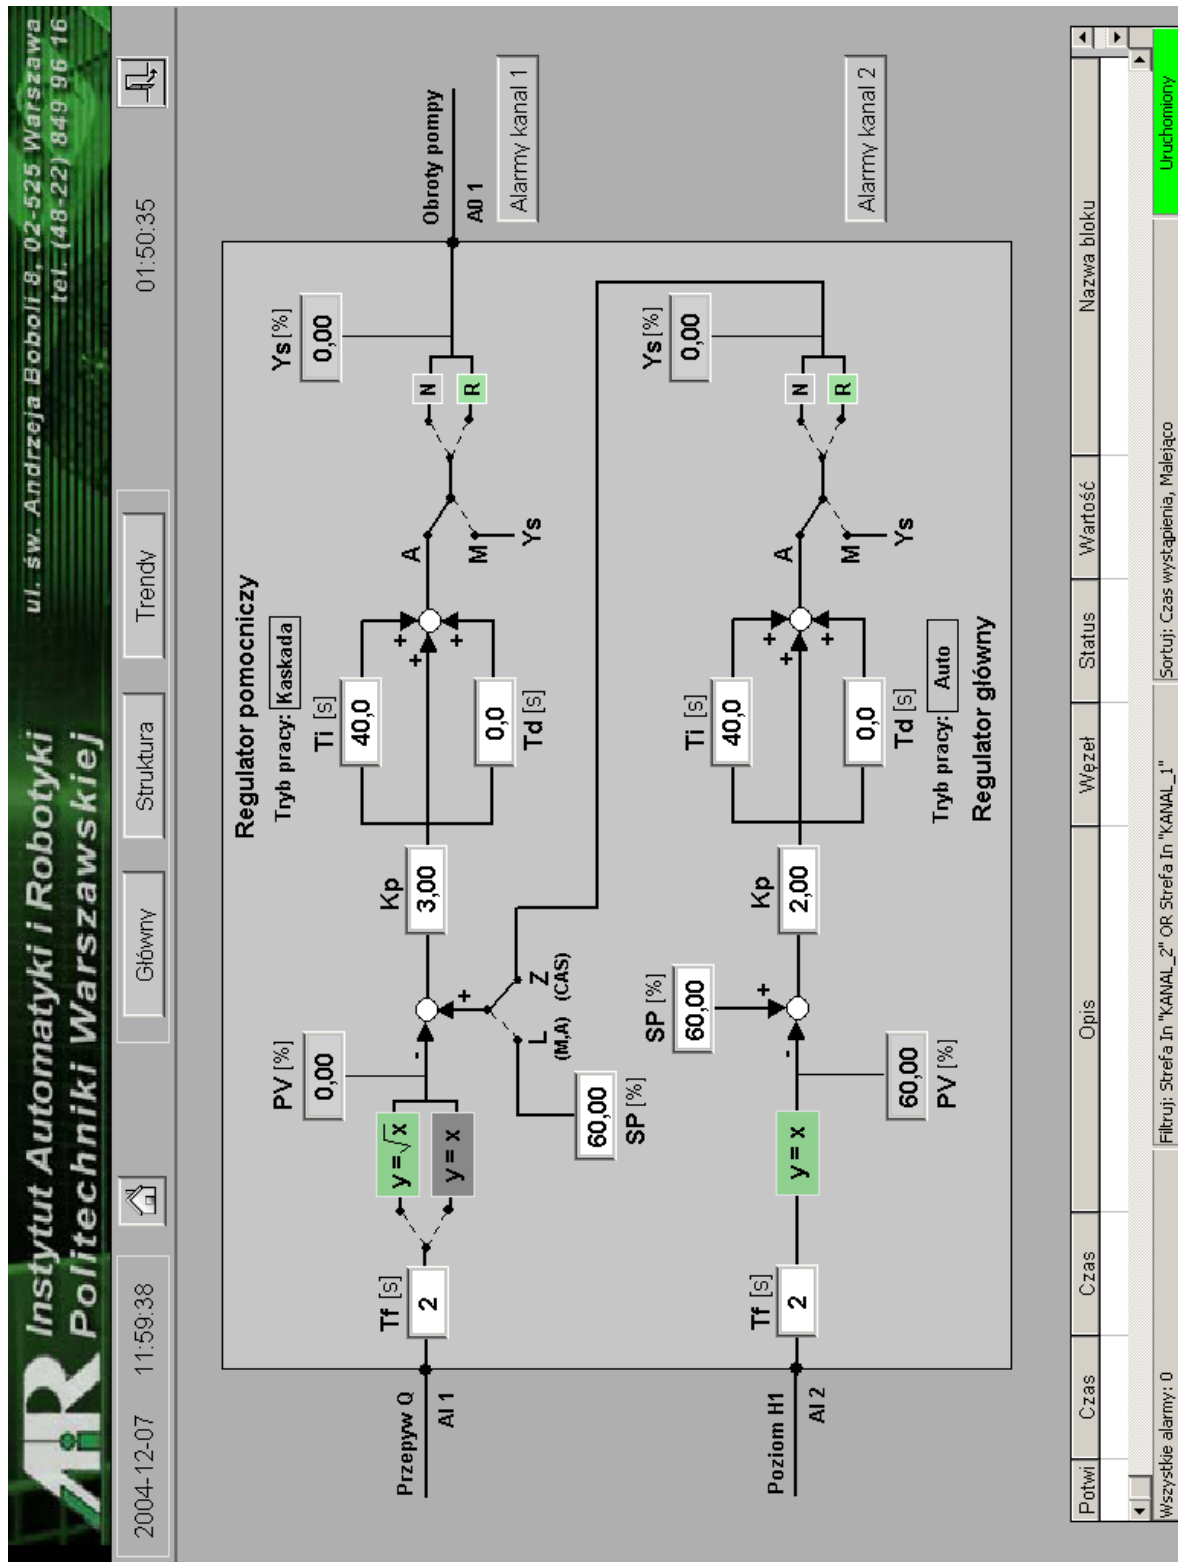 Instytut Automatyki i Robotyki
Politechniki Warszawskiej
ul. św. Andrzeja Boboli 8, 02-525 Warszawa
tel. (48-22) 849 96 16
2004-12-07 11:59:38
Główny
Struktura
Trendy
01:50:35
Regulator pomocniczy
Tryb pracy: Kaskada
Przepyw Q
AI 1
Tf [s]
2
y=√x
y = x
PV [%]
0,00
-
+
L
(M,A)
Z
(CAS)
60,00
SP [%]
Kp
3,00
Ti [s]
40,0
0,0
Td [s]
+
+
+
A
M
Ys
N
R
Ys [%]
0,00
Obroty pompy
A0 1
Alarmy kanal 1
Poziom H1
AI 2
Tf [s]
2
y = x
SP [%]
60,00
+
-
60,00
PV [%]
Kp
2,00
Ti [s]
40,0
0,0
Td [s]
+
+
+
A
M
Ys
N
R
Ys [%]
0,00
Alarmy kanal 2
Tryb pracy: Auto
Regulator główny
Potwi Czas Czas Opis Węzeł Status Wartość Nazwa bloku
Wszystkie alarmy: 0
Filtruj: Strefa In "KANAL_2" OR Strefa In "KANAL_1"
Sortuj: Czas wystąpienia, Malejąco
Uruchomiony